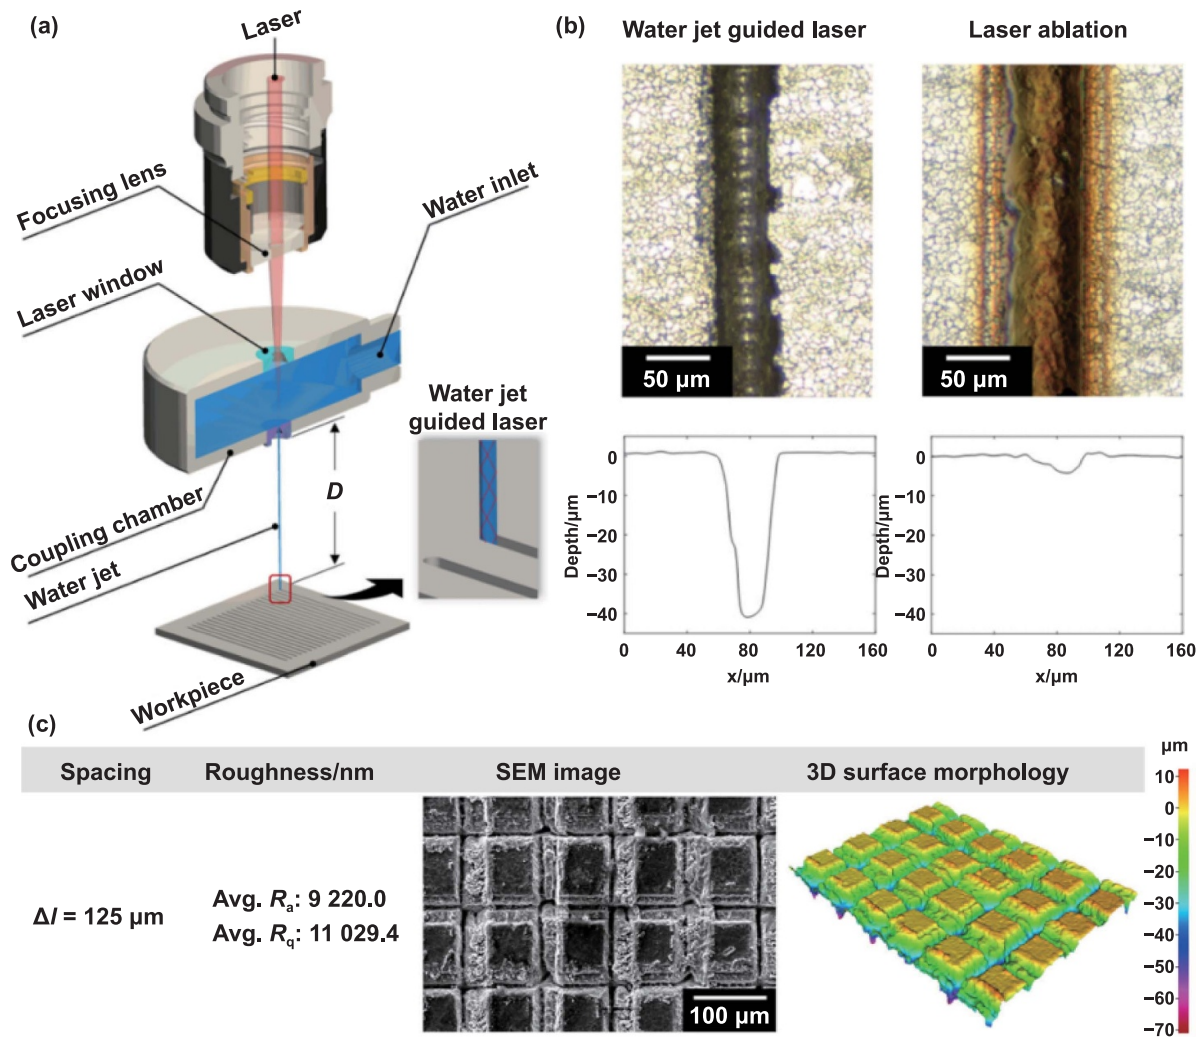 (a)
Laser
Focusing lens
Water inlet
Laser window
Water jet
guided laser
D
Coupling chamber
Water jet
Workpiece
(b)
Water jet guided laser
Laser ablation
50 µm
50 µm
0
−10
−20
−30
−40
Depth/µm
0
40
80
120
160
x/µm
0
−10
−20
−30
−40
Depth/µm
0
40
80
120
160
x/µm
(c)
Spacing
Roughness/nm
SEM image
3D surface morphology
Δl = 125 µm
Avg. Ra: 9 220.0
Avg. Rq: 11 029.4
100 µm
µm
10
0
−10
−20
−30
−40
−50
−60
−70